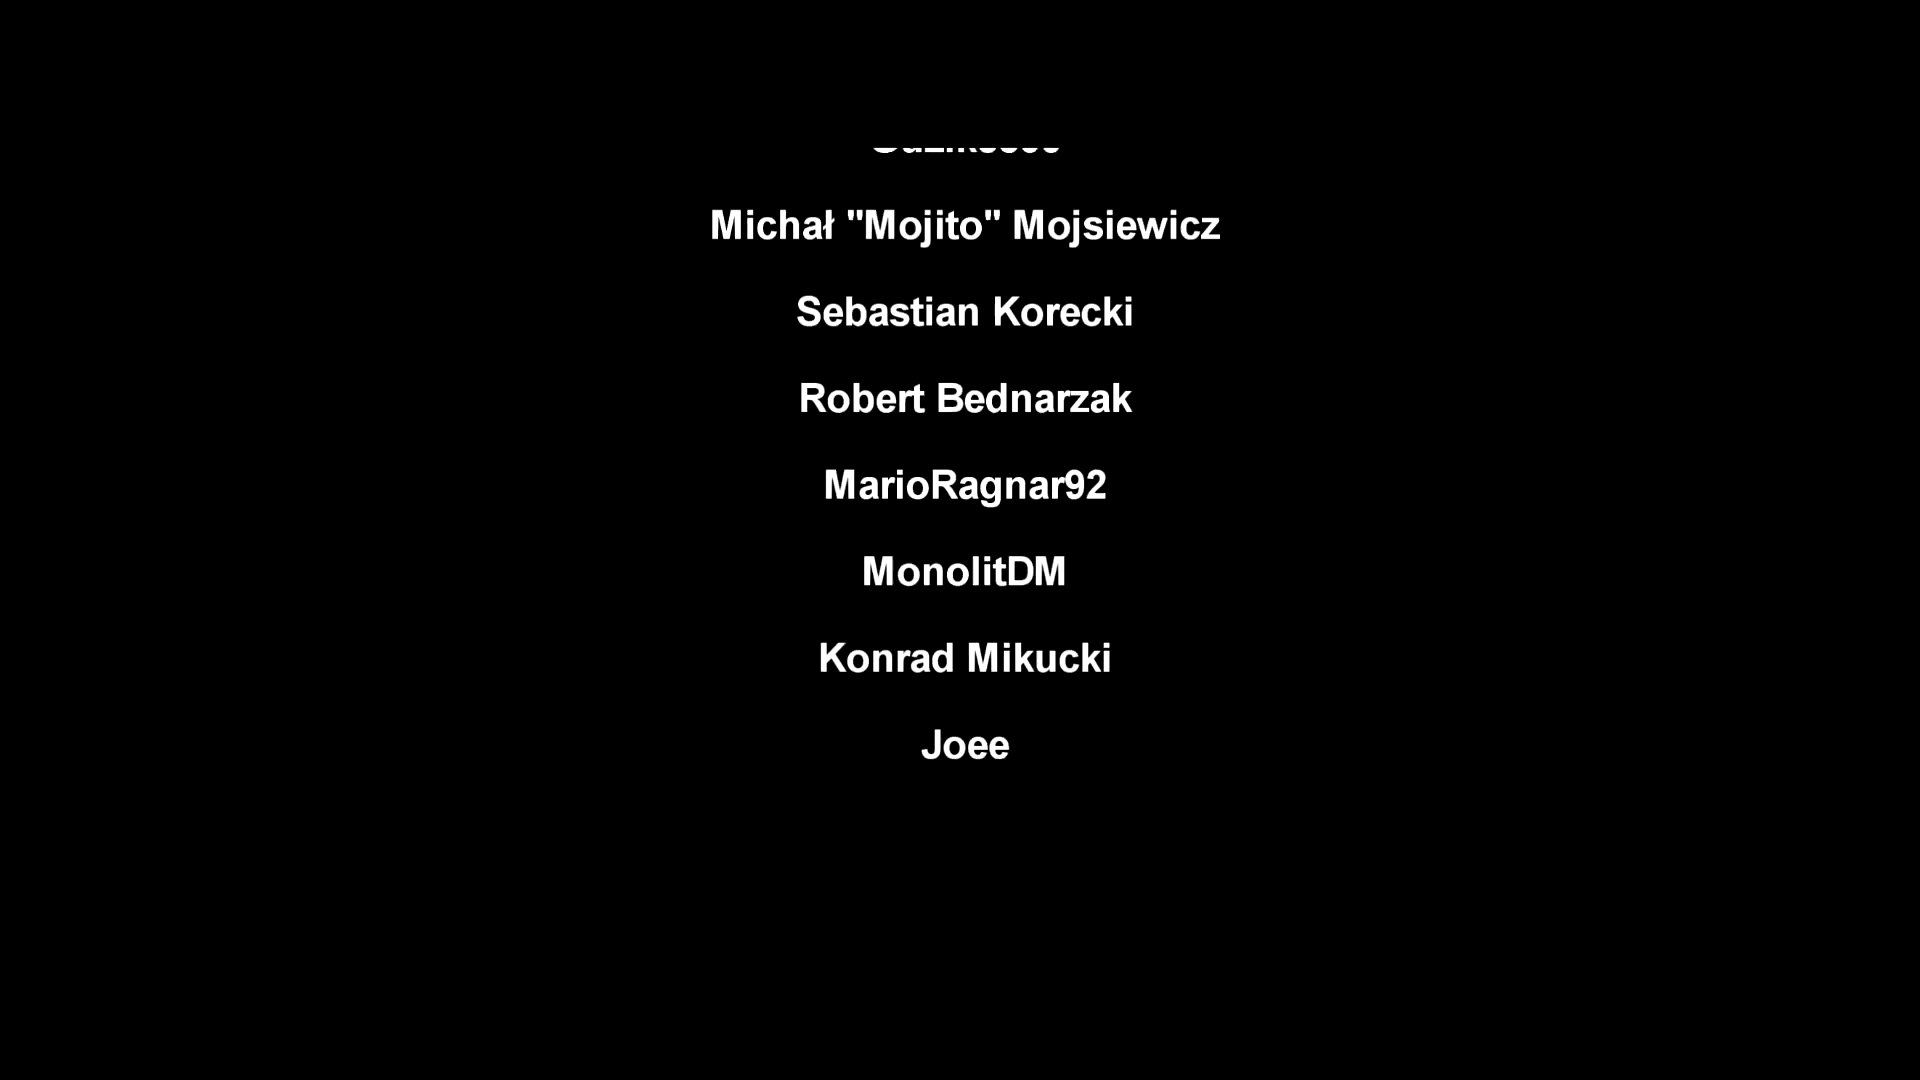 Michał "Mojito" Mojsiewicz
Sebastian Korecki
Robert Bednarzak
MarioRagnar92
MonolitDM
Konrad Mikucki
Joee